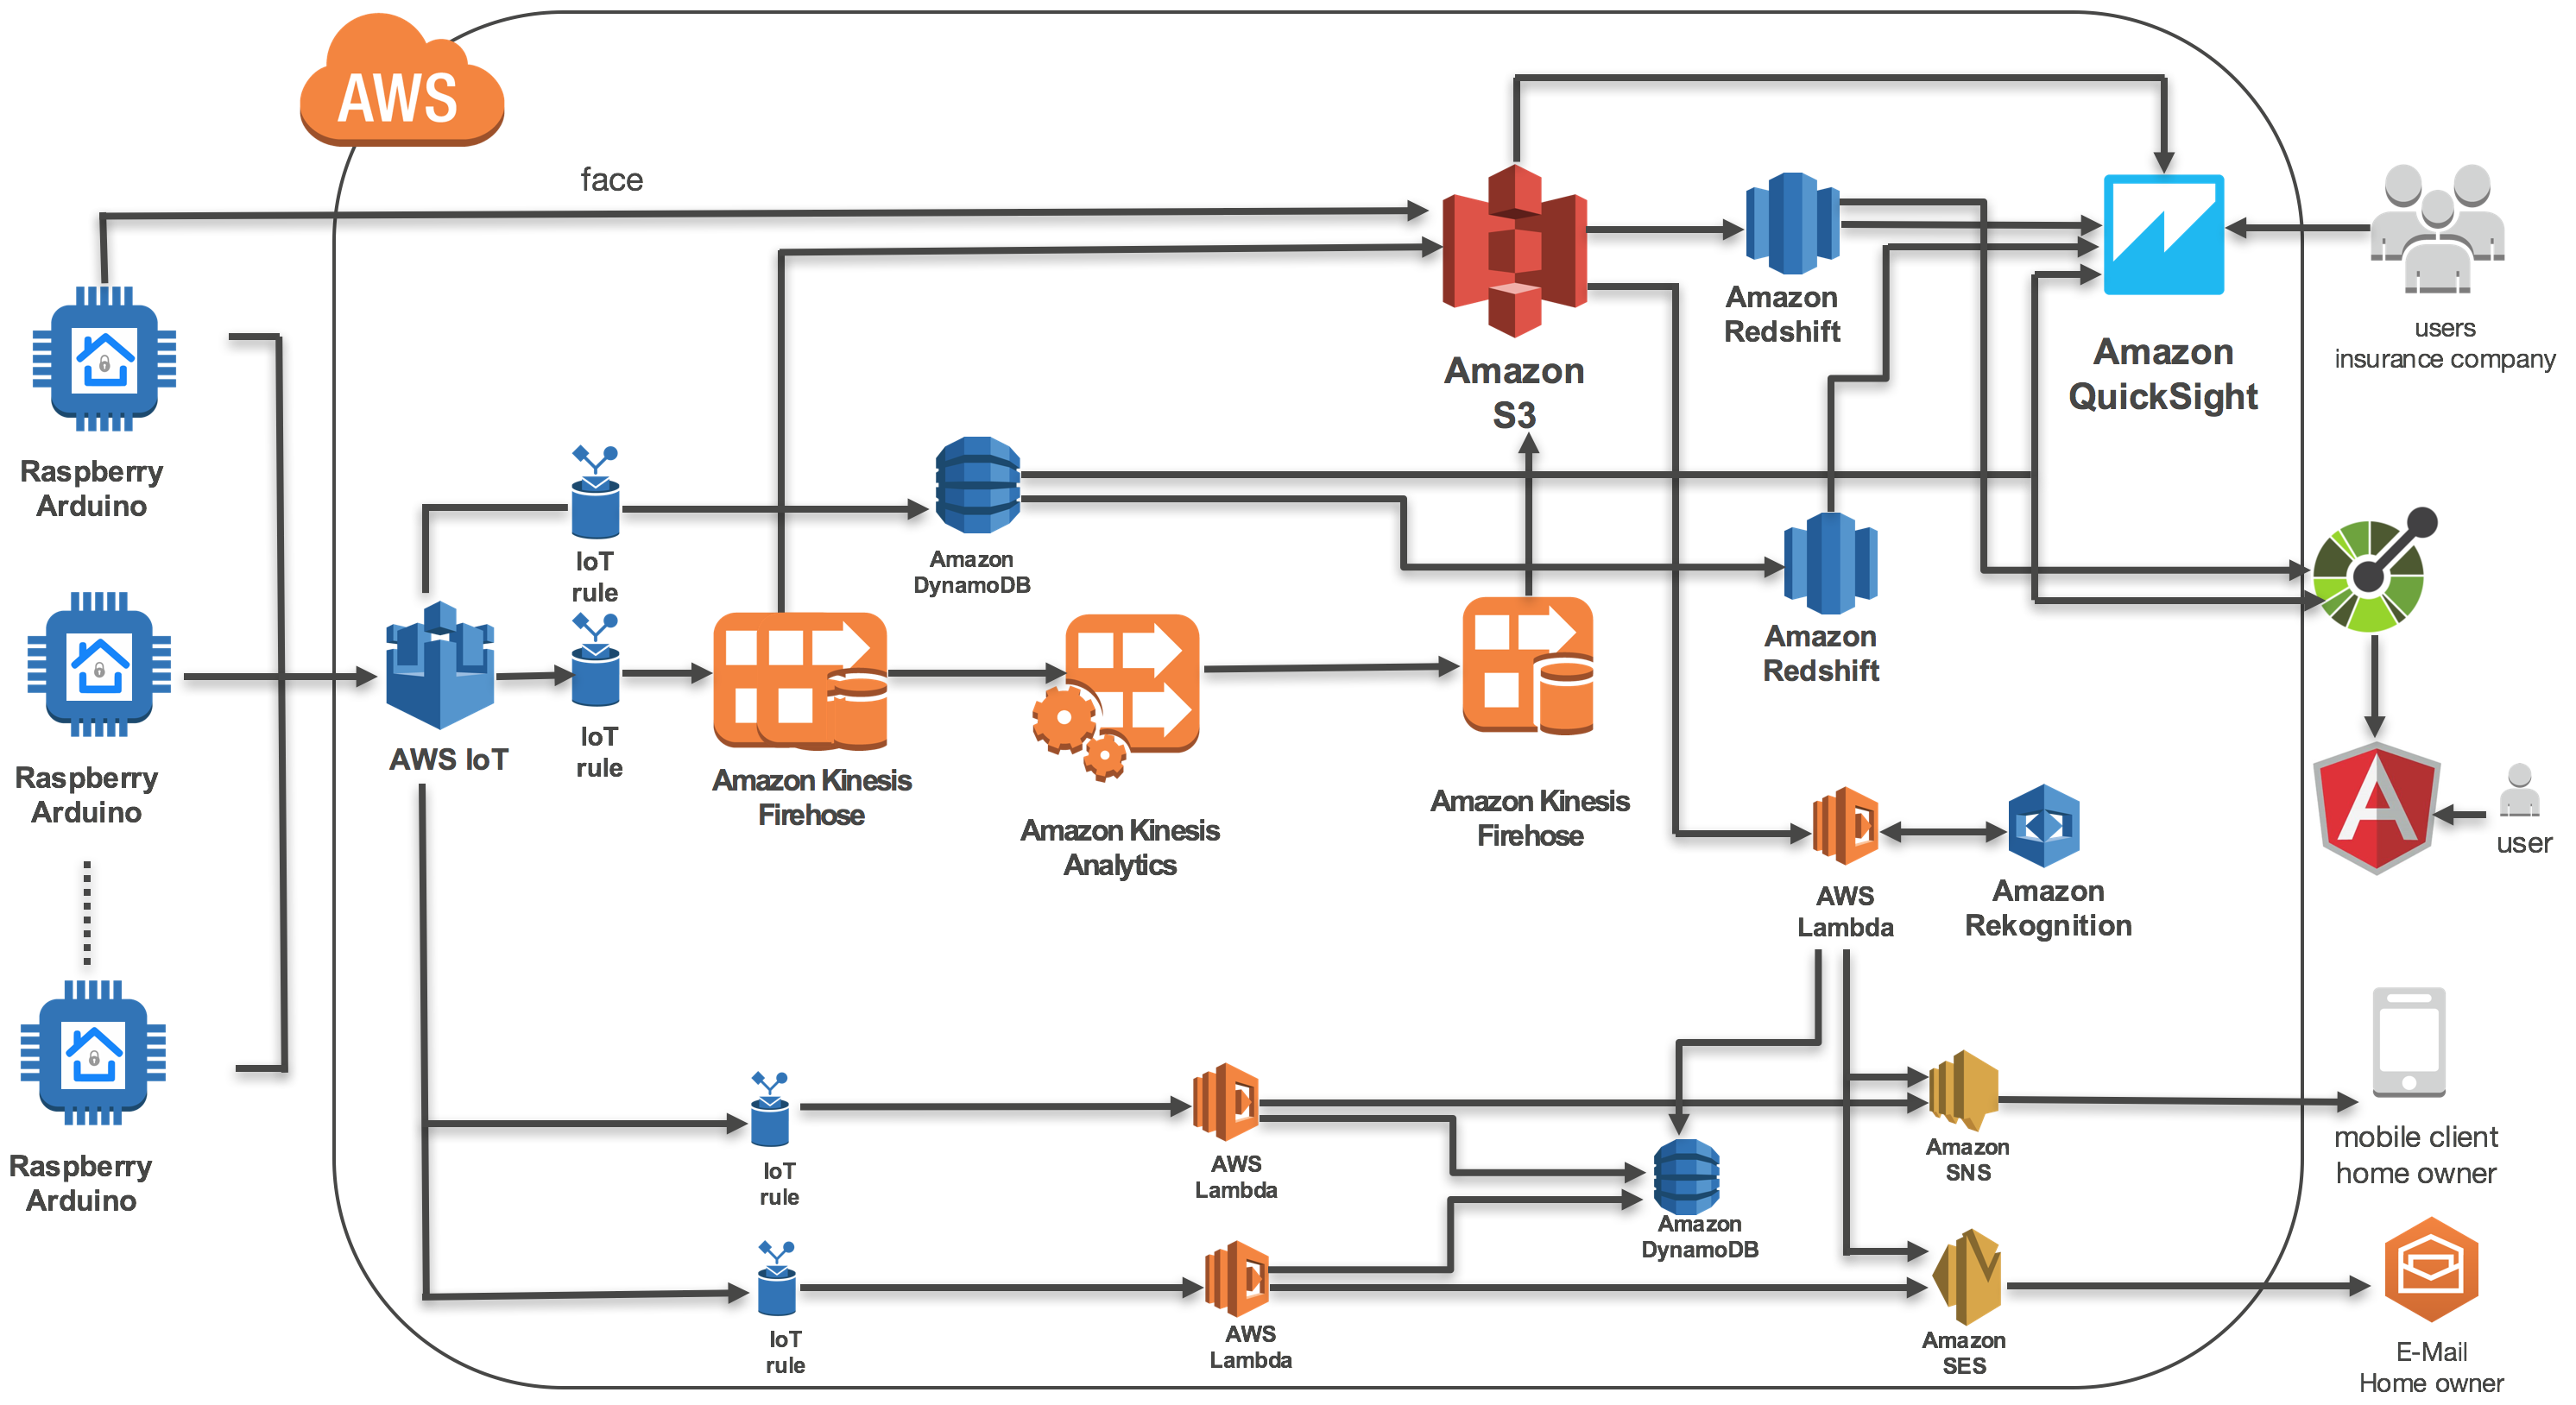 AWS
face
Amazon
Redshift
users
insurance company
Amazon
S3
Amazon
QuickSight
Raspberry
Arduino
IoT
rule
Amazon
DynamoDB
Amazon
Redshift
AWS IoT
IoT
rule
Raspberry
Arduino
Amazon Kinesis
Firehose
Amazon Kinesis
Analytics
Amazon Kinesis
Firehose
A
user
AWS
Lambda
Amazon
Rekognition
Raspberry
Arduino
IoT
rule
AWS
Lambda
Amazon
DynamoDB
Amazon
SNS
mobile client
home owner
IoT
rule
AWS
Lambda
Amazon
SES
E-Mail
Home owner